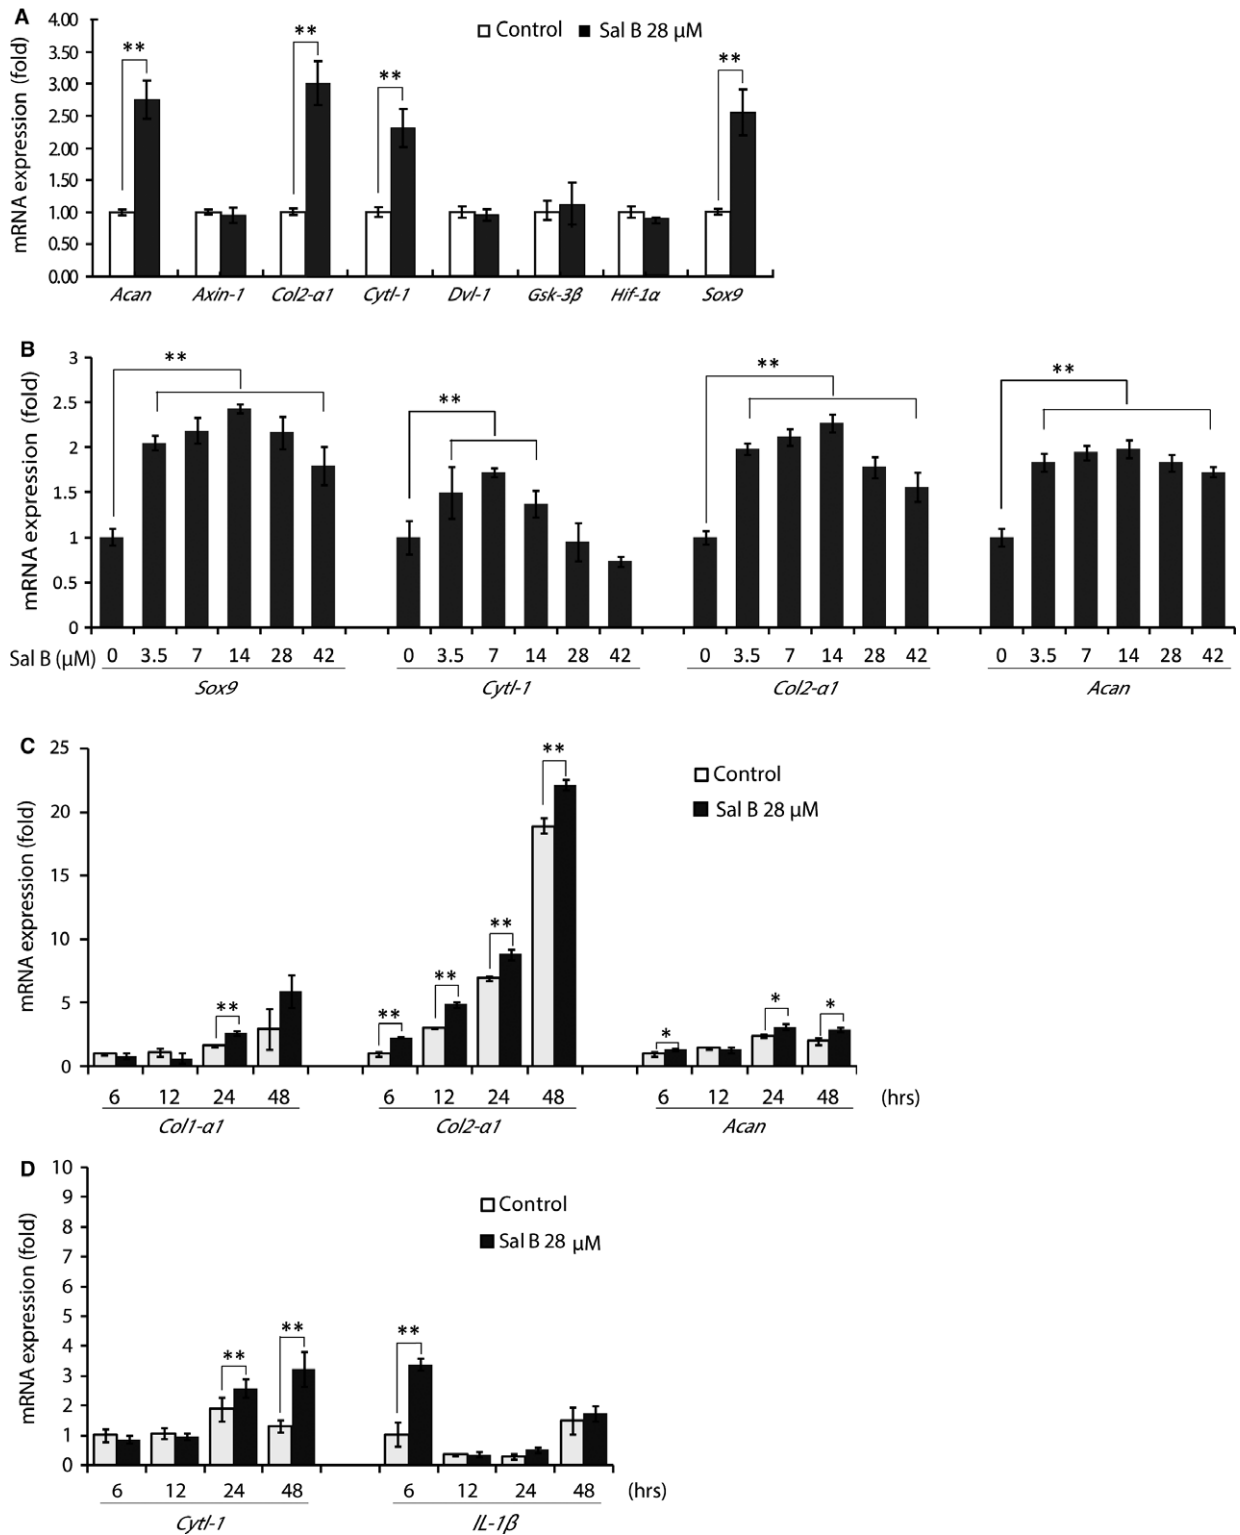 A
mRNA expression (fold)
4.00
3.50
3.00
2.50
2.00
1.50
1.00
0.50
0.00
Control Sal B 28 μM
** ** ** **
Acan Axin-1 Col2-α1 Cytl-1 Dvl-1 Gsk-3β Hif-1α Sox9
B
mRNA expression (fold)
3
2.5
2
1.5
1
0.5
0
** ** ** **
Sal B (μM) 0 3.5 7 14 28 42 0 3.5 7 14 28 42 0 3.5 7 14 28 42 0 3.5 7 14 28 42
Sox9 Cytl-1 Col2-α1 Acan
C
mRNA expression (fold)
25
20
15
10
5
0
Control
Sal B 28 μM
** ** ** ** ** * * *
6 12 24 48 6 12 24 48 6 12 24 48 (hrs)
Col1-α1 Col2-α1 Acan
D
mRNA expression (fold)
10
9
8
7
6
5
4
3
2
1
0
Control
Sal B 28 μM
** ** **
6 12 24 48 6 12 24 48 (hrs)
Cytl-1 IL-1β